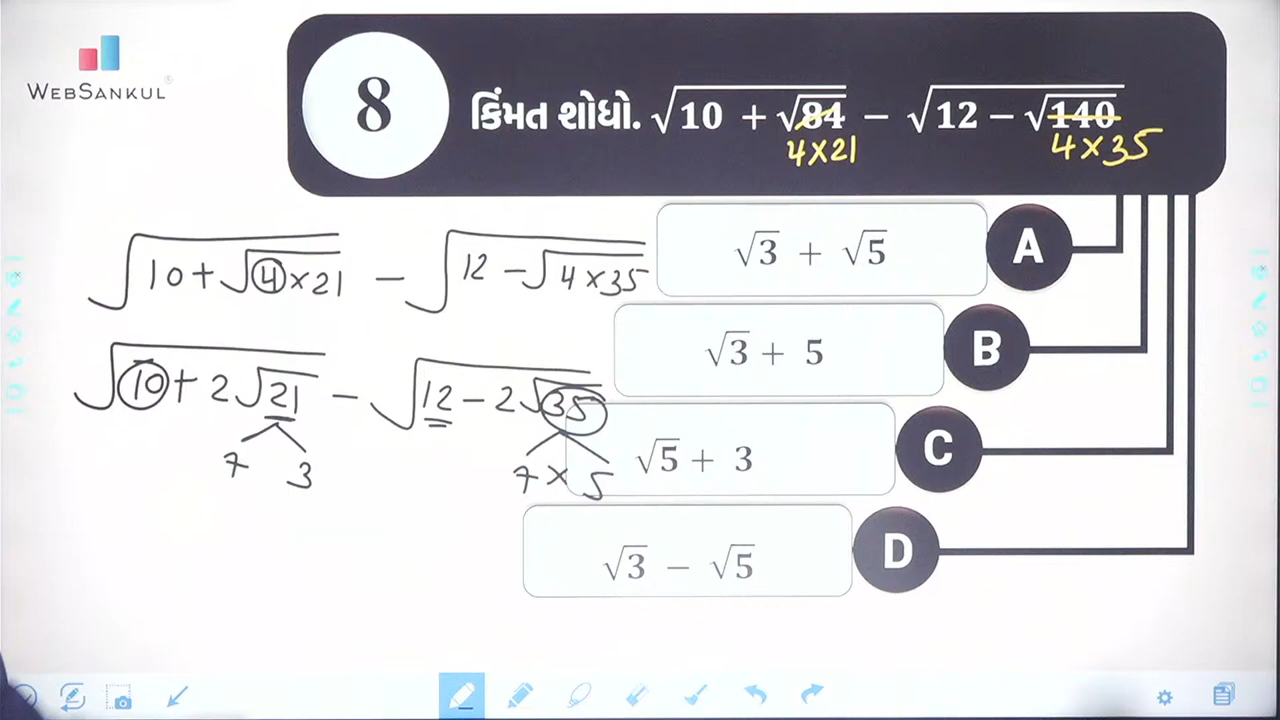 WEBSANKUL
8
કિંમત શોધો. √(10 + √84) − √(12 − √140)
4×21
4×35
√(10 + √(4×21)) − √(12 − √(4×35))
√(10 + 2√21) − √(12 − 2√35)
7 3
7 × 5
√3 + √5 A
√3 + 5 B
√5 + 3 C
√3 − √5 D